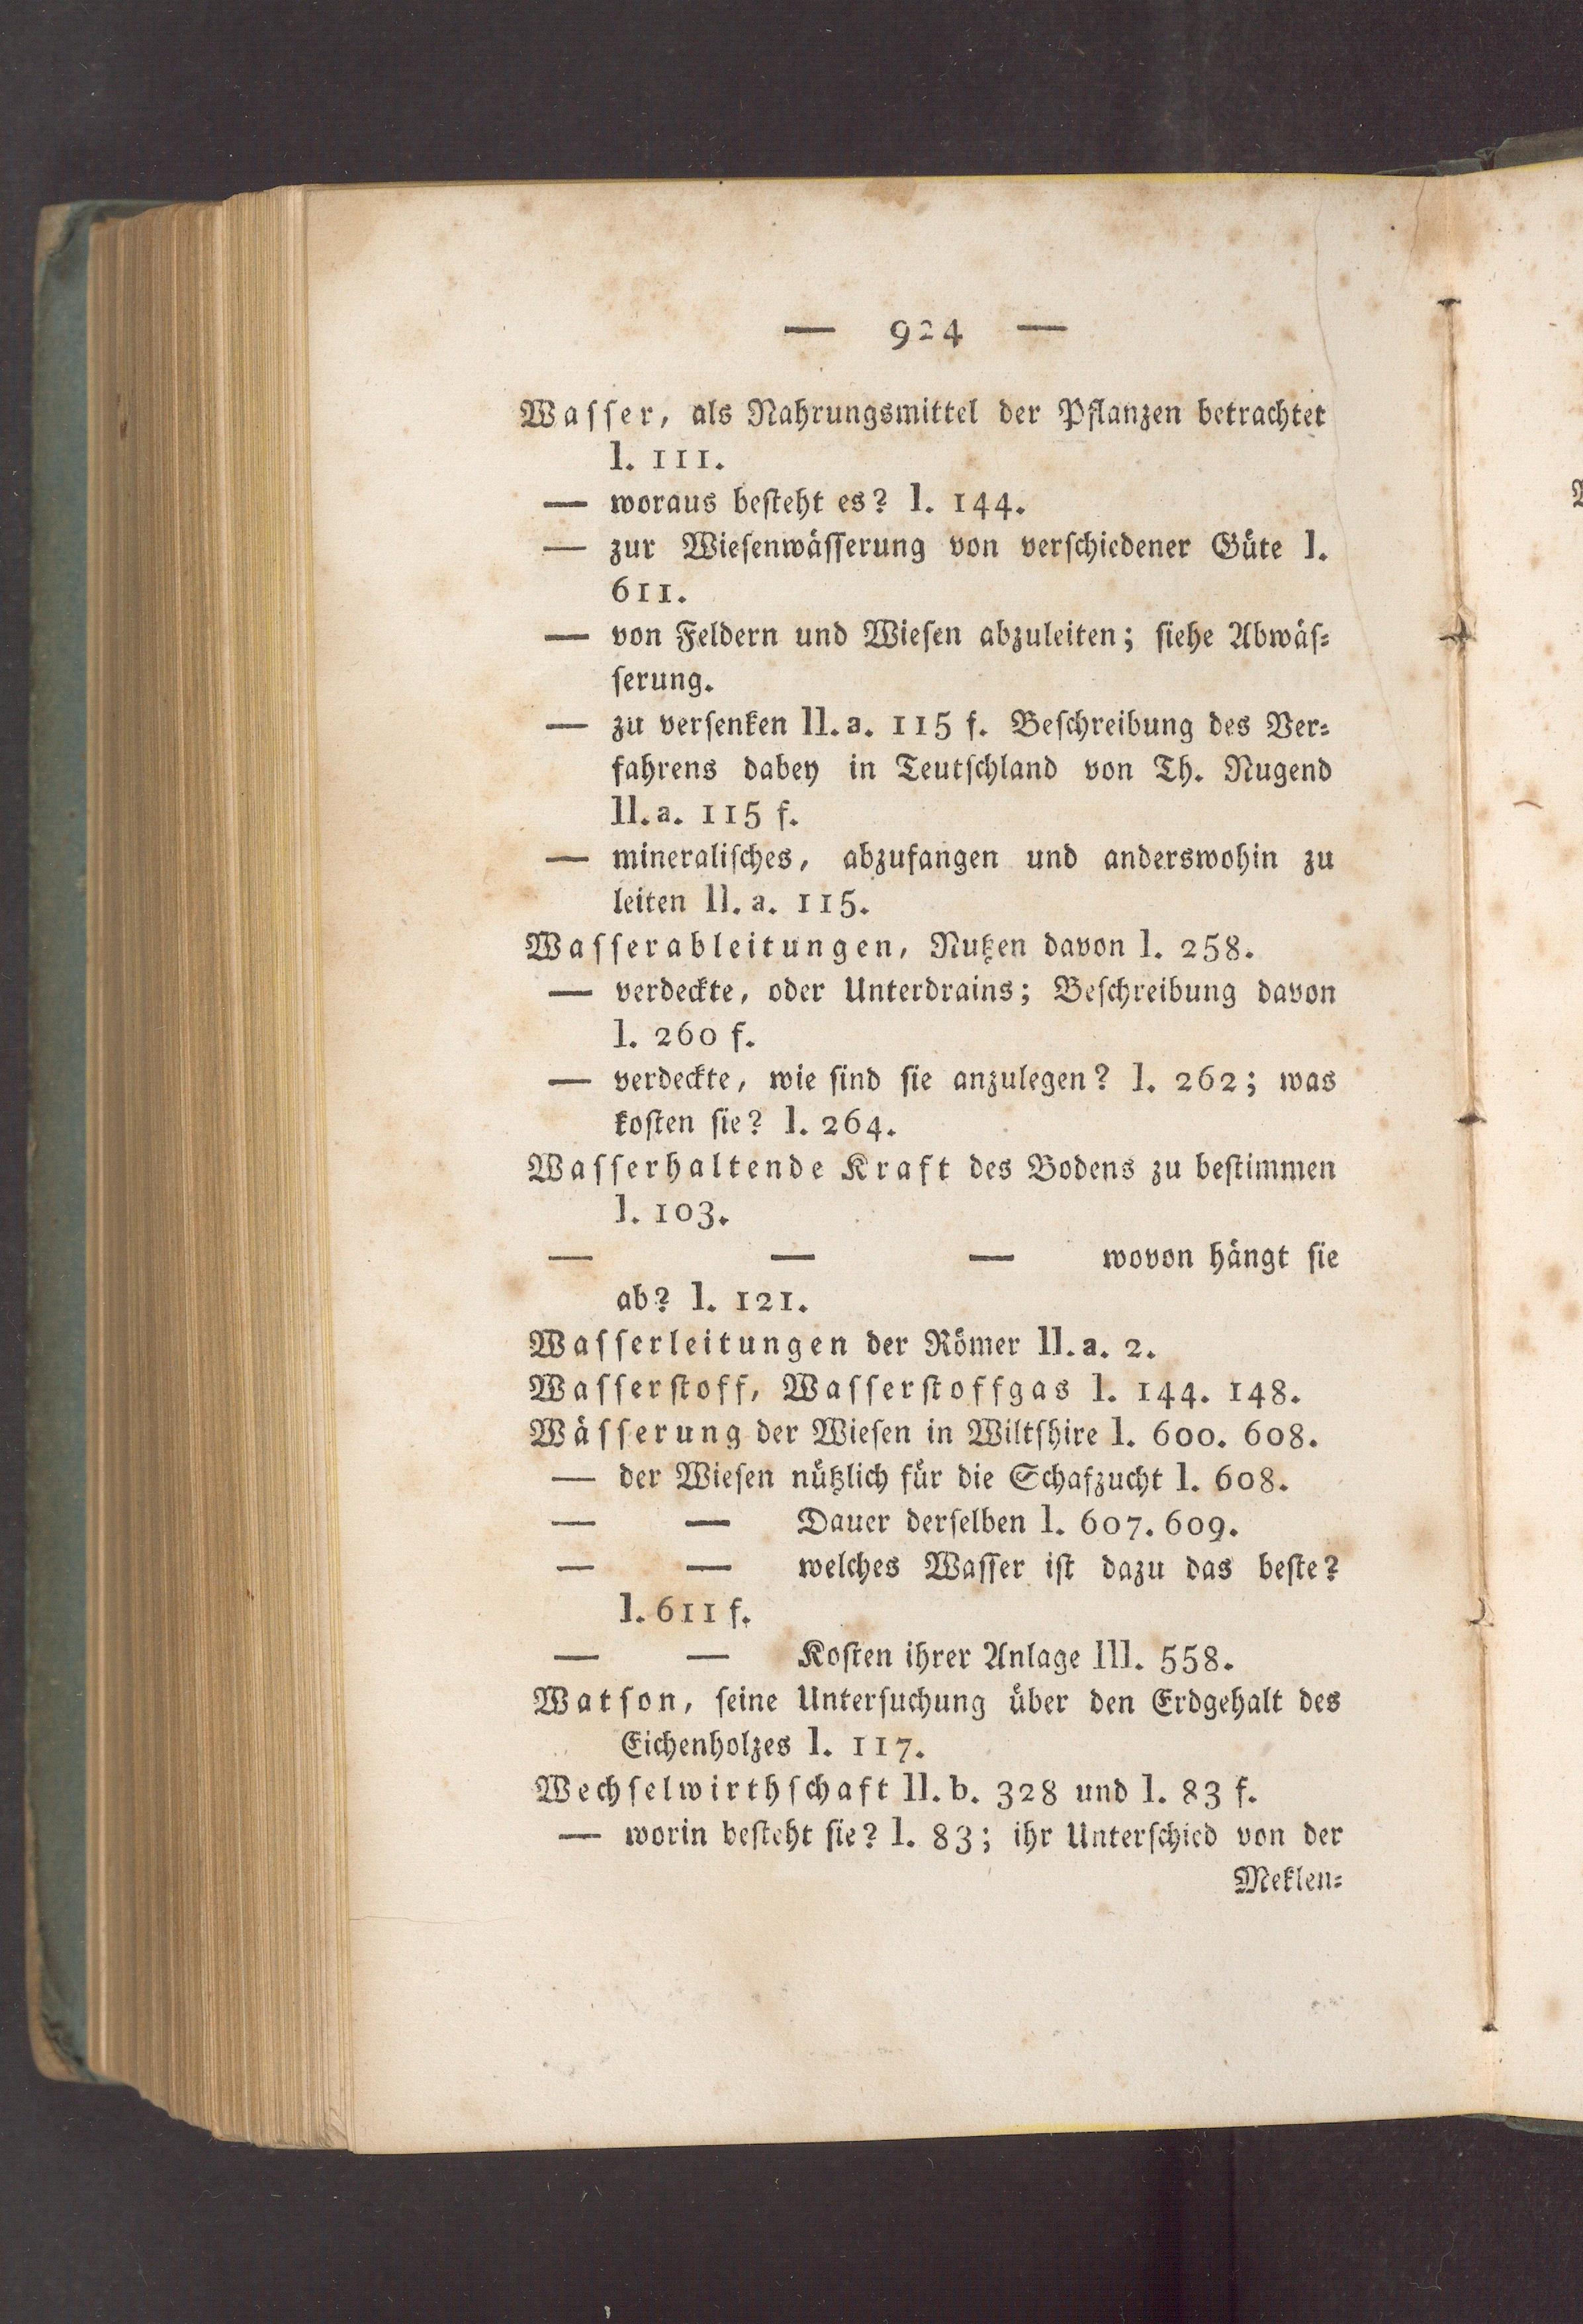 — 924 —
Waſſer, als Nahrungsmittel der Pflanzen betrachtet
l. 111.
— woraus beſteht es? l. 144.
— zur Wieſenwäſſerung von verſchiedener Güte l.
611.
— von Feldern und Wieſen abzuleiten; ſiehe Abwäſ⸗
ſerung.
— zu verſenken ll. a. 115 f. Beſchreibung des Ver⸗
fahrens dabey in Teutſchland von Th. Nugend
ll. a. 115 f.
— mineraliſches, abzufangen und anderswohin zu
leiten ll. a. 115.
Waſſerableitungen, Nutzen davon l. 258.
— verdeckte, oder Unterdrains; Beſchreibung davon
l. 260 f.
— verdeckte, wie ſind ſie anzulegen? l. 262; was
koſten ſie? l. 264.
Waſſerhaltende Kraft des Bodens zu beſtimmen
l. 103.
— — — wovon hängt ſie
ab? l. 121.
Waſſerleitungen der Römer ll. a. 2.
Waſſerſtoff, Waſſerſtoffgas l. 144. 148.
Wäſſerung der Wieſen in Wiltſhire l. 600. 608.
— der Wieſen nützlich für die Schafzucht l. 608.
— — Dauer derſelben l. 607. 609.
— — welches Waſſer iſt dazu das beſte?
l. 611 f.
— — Koſten ihrer Anlage lll. 558.
Watſon, ſeine Unterſuchung über den Erdgehalt des
Eichenholzes l. 117.
Wechſelwirthſchaft ll. b. 328 und l. 83 f.
— worin beſteht ſie? l. 83; ihr Unterſchied von der
Meklen⸗